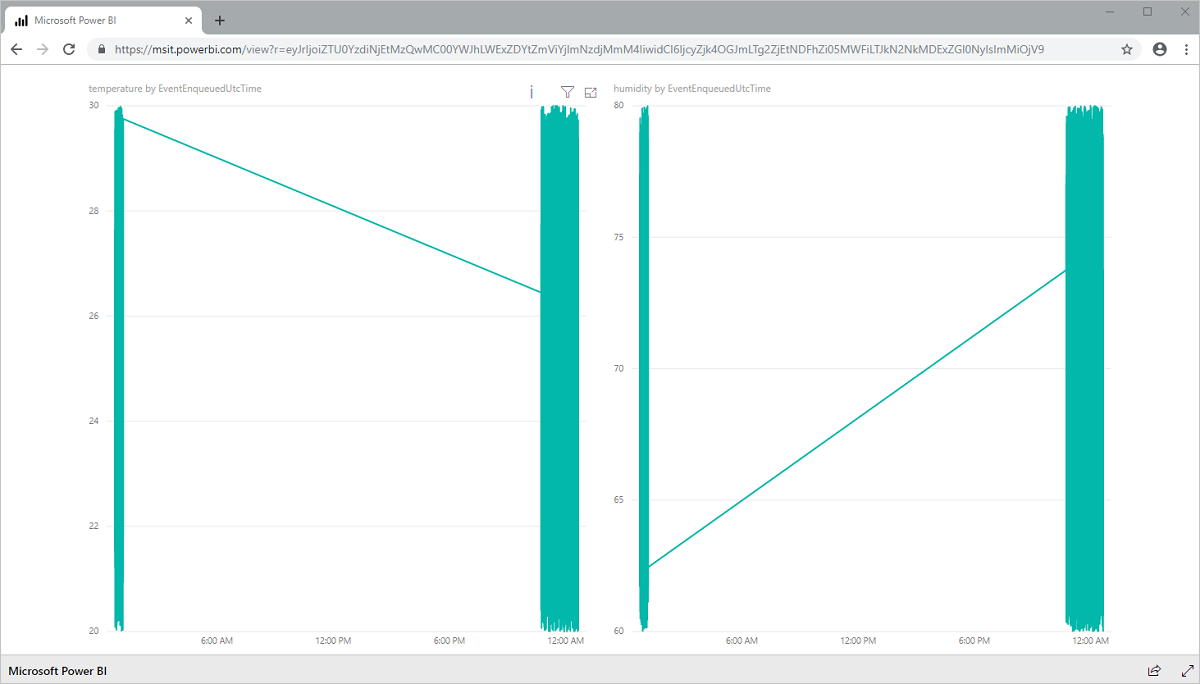 Microsoft Power BI
https://msit.powerbi.com/view?r=eyJrIjoiZTU0YzdiNjEtMzQwMC00YWJhLWExZDYtZmViYjlmNzdjMmM4IiwidCI6IjcyZjk4OGJmLTg2ZjEtNDFhZi05MWFiLTJkN2NkMDExZGI0NyIsImMiOjV9
temperature by EventEnqueuedUtcTime
30
28
26
24
22
20
6:00 AM 12:00 PM 6:00 PM 12:00 AM
humidity by EventEnqueuedUtcTime
80
75
70
65
60
6:00 AM 12:00 PM 6:00 PM 12:00 AM
Microsoft Power BI